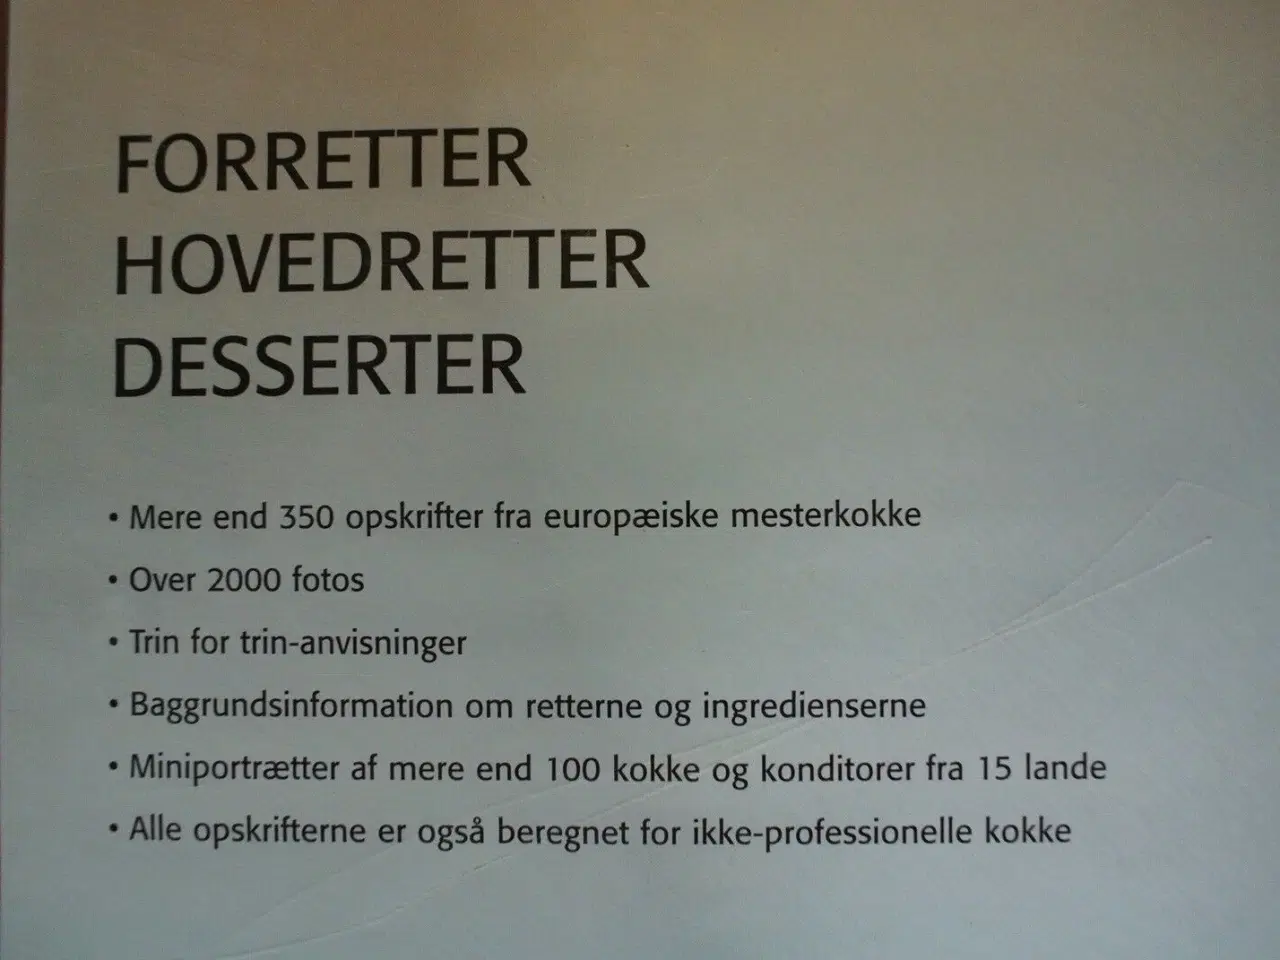 FORRETTER
HOVEDRETTER
DESSERTER
• Mere end 350 opskrifter fra europæiske mesterkokke
• Over 2000 fotos
• Trin for trin-anvisninger
• Baggrundsinformation om retterne og ingredienserne
• Miniportrætter af mere end 100 kokke og konditorer fra 15 lande
• Alle opskrifterne er også beregnet for ikke-professionelle kokke